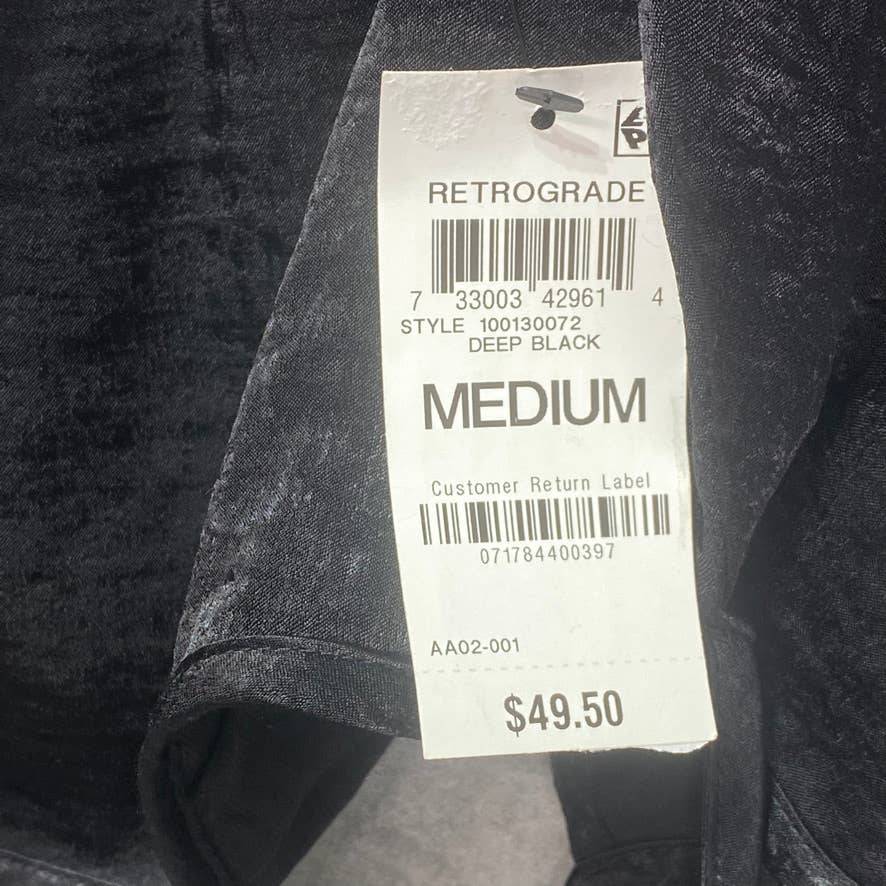 RETROGRADE
7 33003 42961 4
STYLE 100130072
DEEP BLACK
MEDIUM
Customer Return Label
071784400397
AA02-001
$49.50